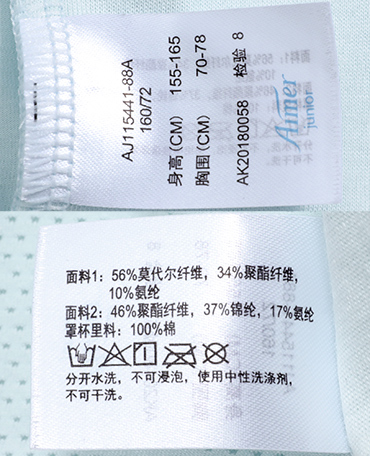 AJ115441-88A
160/72
身高(CM) 155-165
胸围(CM) 70-78
AK20180058 检验 8
Aimer
junior
面料1: 56%莫代尔纤维, 34%聚酯纤维,
10%氨纶
面料2: 46%聚酯纤维, 37%锦纶, 17%氨纶
罩杯里料: 100%棉
分开水洗, 不可浸泡, 使用中性洗涤剂,
不可干洗.